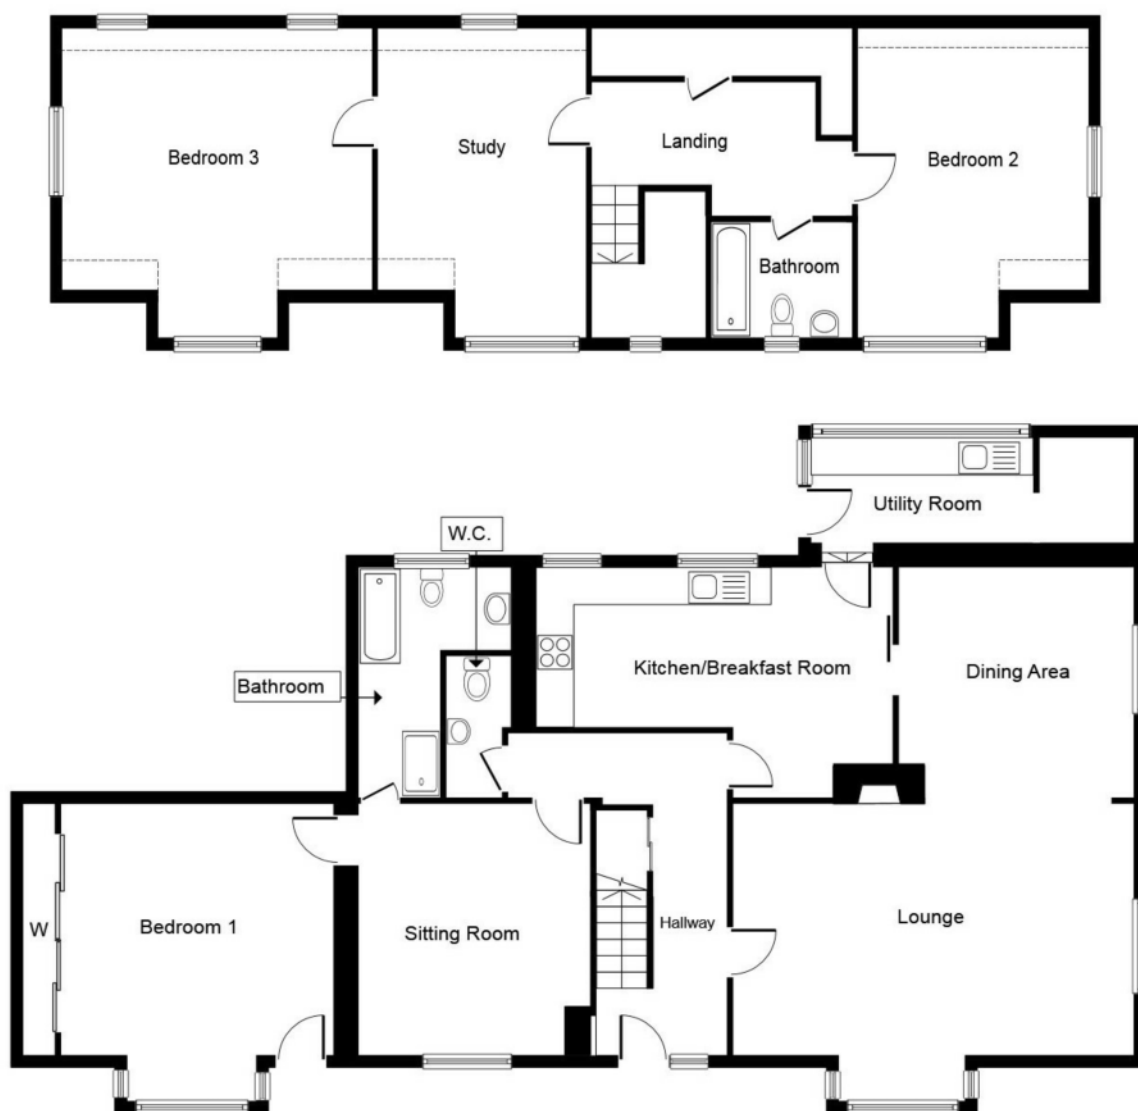 Bedroom 3
Study
Landing
Bedroom 2
Bathroom
Utility Room
W.C.
Kitchen/Breakfast Room
Dining Area
Bathroom
W
Bedroom 1
Sitting Room
Hallway
Lounge